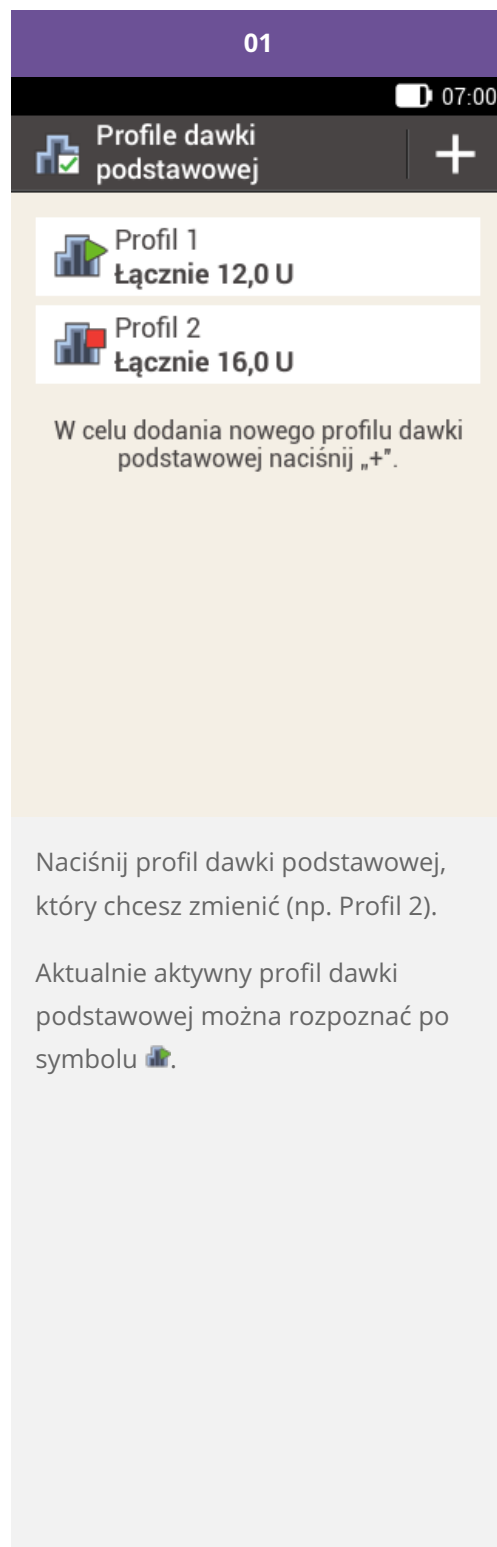 01
07:00
Profile dawki
podstawowej
Profil 1
Łącznie 12,0 U
Profil 2
Łącznie 16,0 U
W celu dodania nowego profilu dawki
podstawowej naciśnij „+”.
Naciśnij profil dawki podstawowej,
który chcesz zmienić (np. Profil 2).
Aktualnie aktywny profil dawki
podstawowej można rozpoznać po
symbolu .